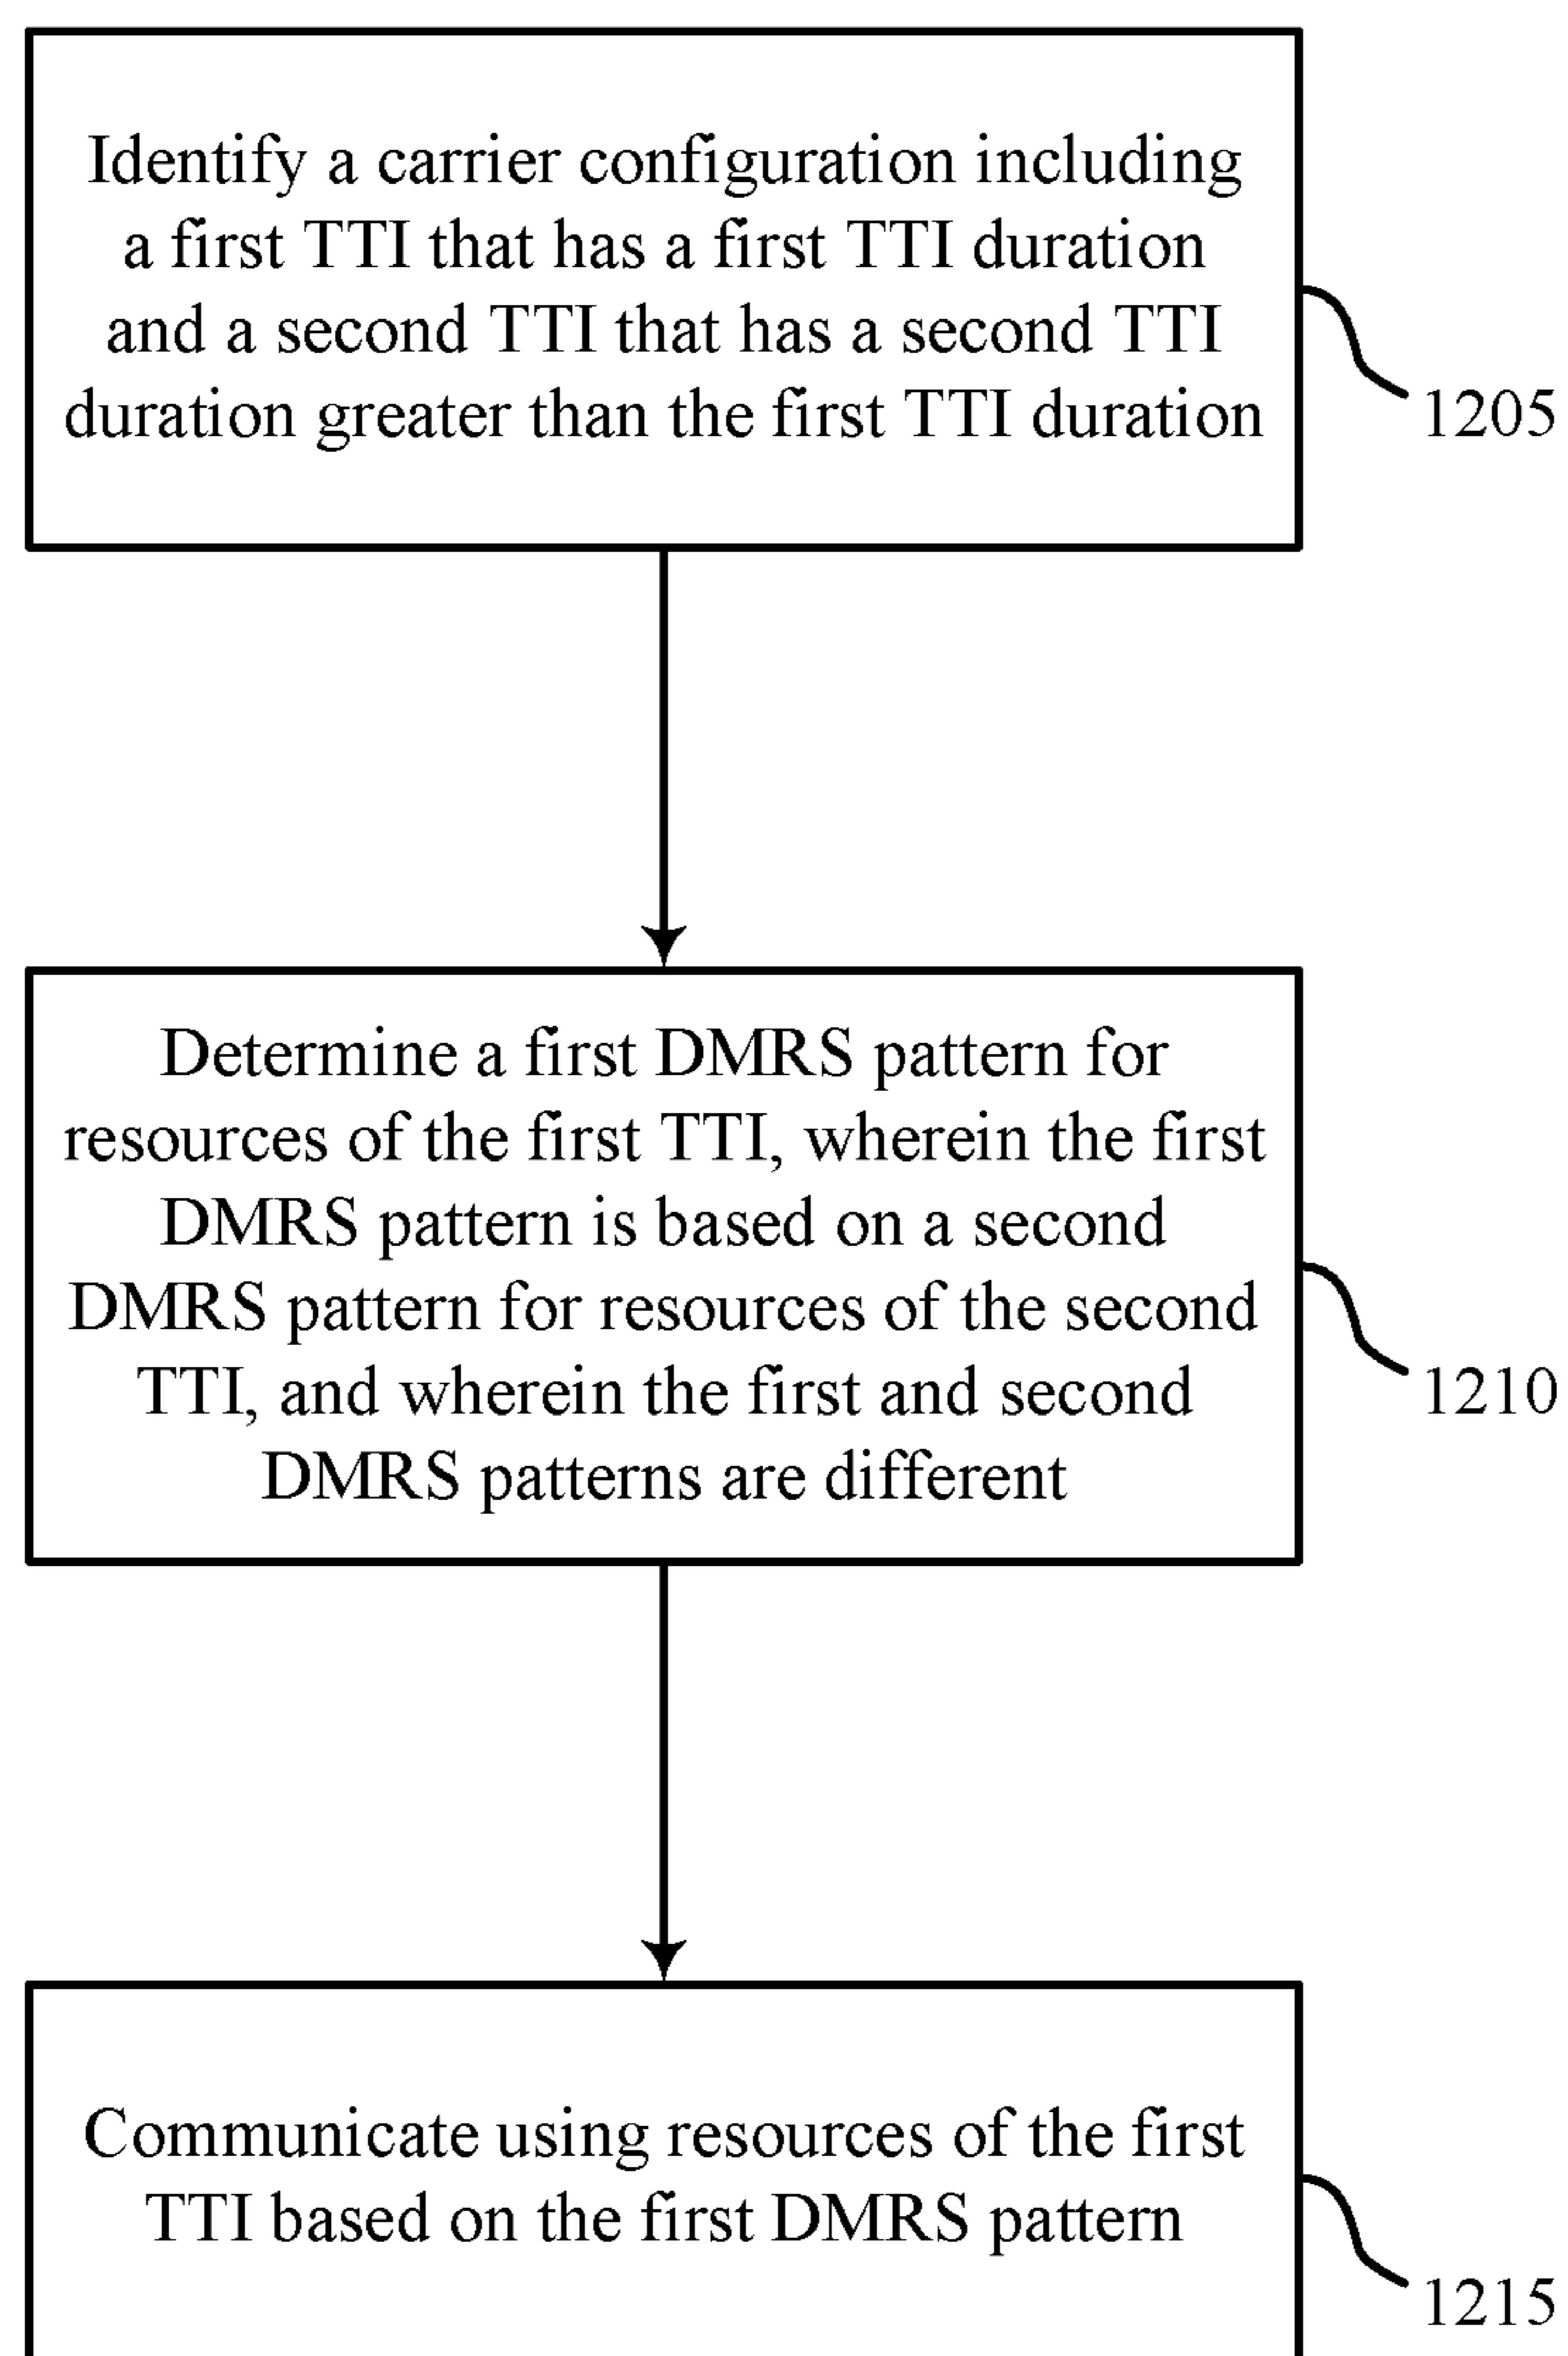 Identify a carrier configuration including
a first TTI that has a first TTI duration
and a second TTI that has a second TTI
duration greater than the first TTI duration
1205
Determine a first DMRS pattern for
resources of the first TTI, wherein the first
DMRS pattern is based on a second
DMRS pattern for resources of the second
TTI, and wherein the first and second
DMRS patterns are different
1210
Communicate using resources of the first
TTI based on the first DMRS pattern
1215